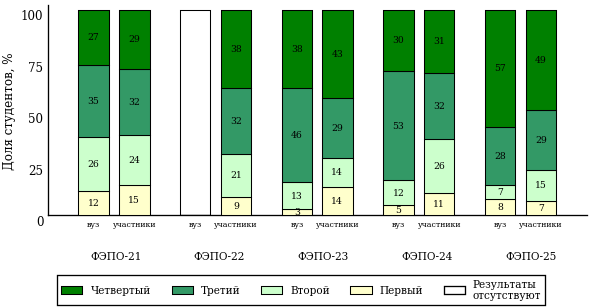 Доля студентов, %
100
75
50
25
0
27 29 38 38 43 30 31 57 49
35 32 32 46 29 53 32 28 29
26 24 21 13 14 12 26 7 15
12 15 9 3 14 5 11 8 7
вуз участники вуз участники вуз участники вуз участники вуз участники
ФЭПО-21 ФЭПО-22 ФЭПО-23 ФЭПО-24 ФЭПО-25
Четвертый Третий Второй Первый Результаты
отсутствуют